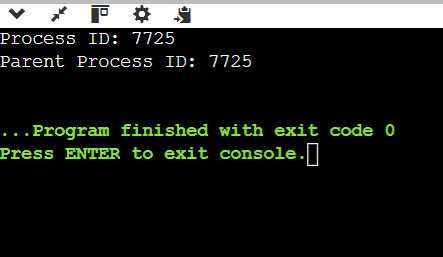 Process ID: 7725
Parent Process ID: 7725
...Program finished with exit code 0
Press ENTER to exit console.